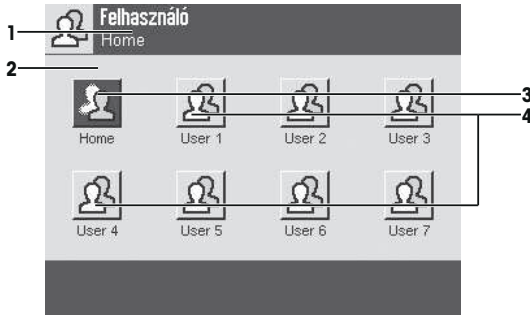 Felhasználó
1
Home
2
3
4
Home
User 1
User 2
User 3
User 4
User 5
User 6
User 7